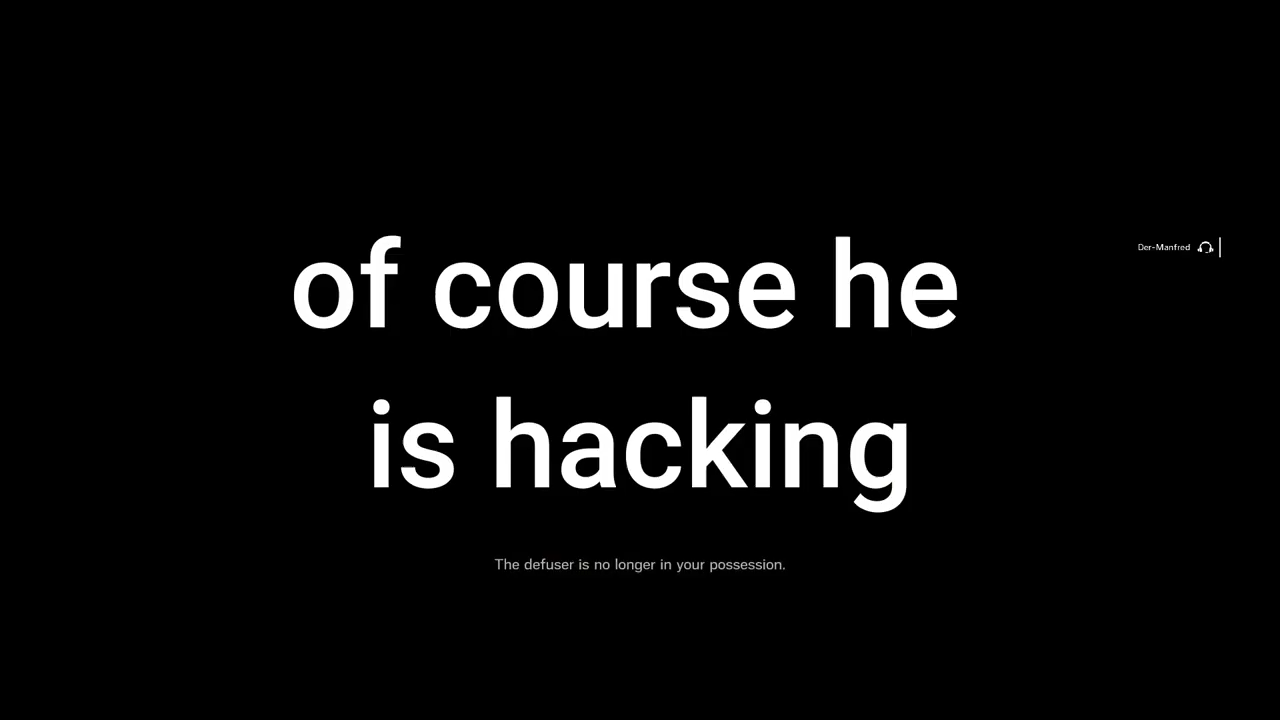 Der-Manfred
of course he
is hacking
The defuser is no longer in your possession.